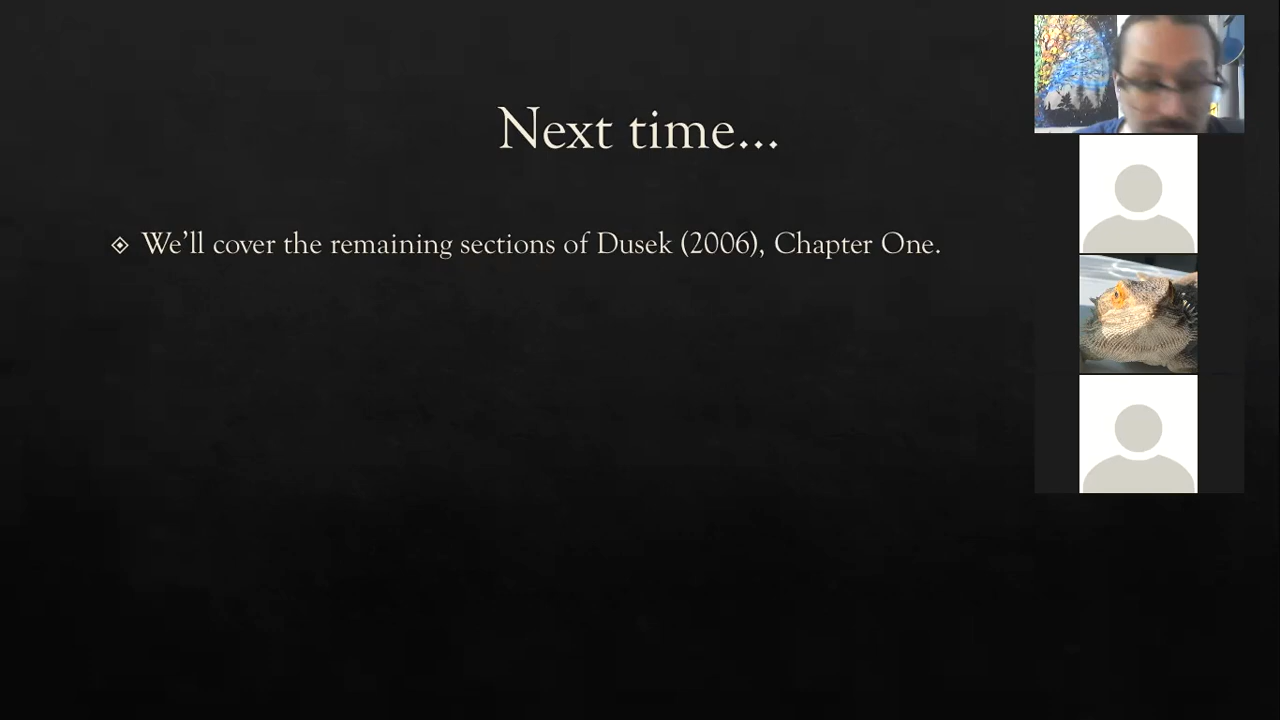 Next time...
We’ll cover the remaining sections of Dusek (2006), Chapter One.